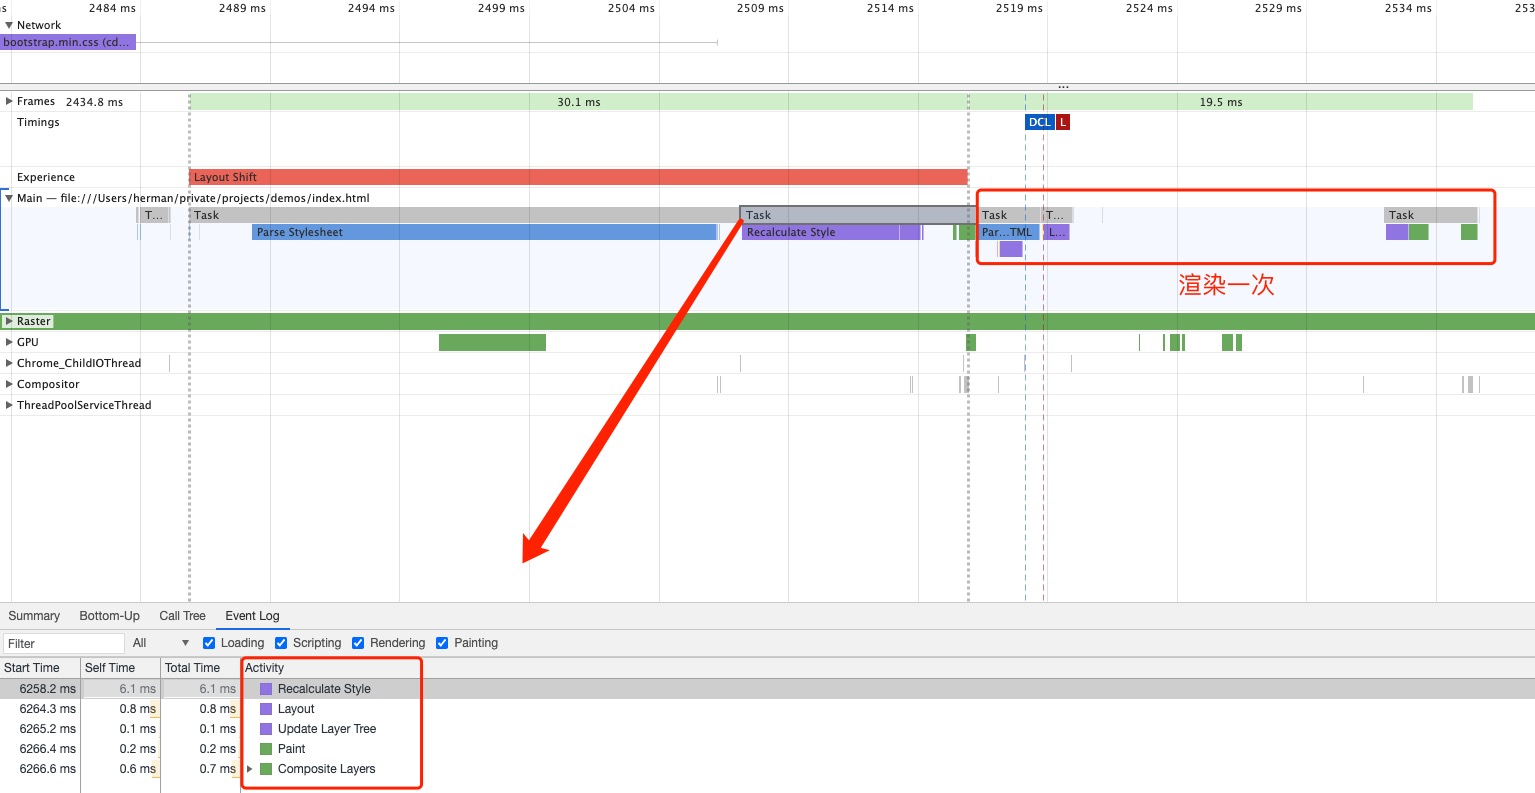 s 2484 ms 2489 ms 2494 ms 2499 ms 2504 ms 2509 ms 2514 ms 2519 ms 2524 ms 2529 ms 2534 ms 253
Network
bootstrap.min.css (cd…
...
Frames 2434.8 ms 30.1 ms 19.5 ms
Timings DCL L
Experience Layout Shift
Main — file:///Users/herman/private/projects/demos/index.html
T... Task Task Task T... Task
Parse Stylesheet Recalculate Style Par...TML L...
渲染一次
Raster
GPU
Chrome_ChildIOThread
Compositor
ThreadPoolServiceThread
Summary Bottom-Up Call Tree Event Log
Filter All Loading Scripting Rendering Painting
Start Time Self Time Total Time Activity
6258.2 ms 6.1 ms 6.1 ms Recalculate Style
6264.3 ms 0.8 ms 0.8 ms Layout
6265.2 ms 0.1 ms 0.1 ms Update Layer Tree
6266.4 ms 0.2 ms 0.2 ms Paint
6266.6 ms 0.6 ms 0.7 ms Composite Layers